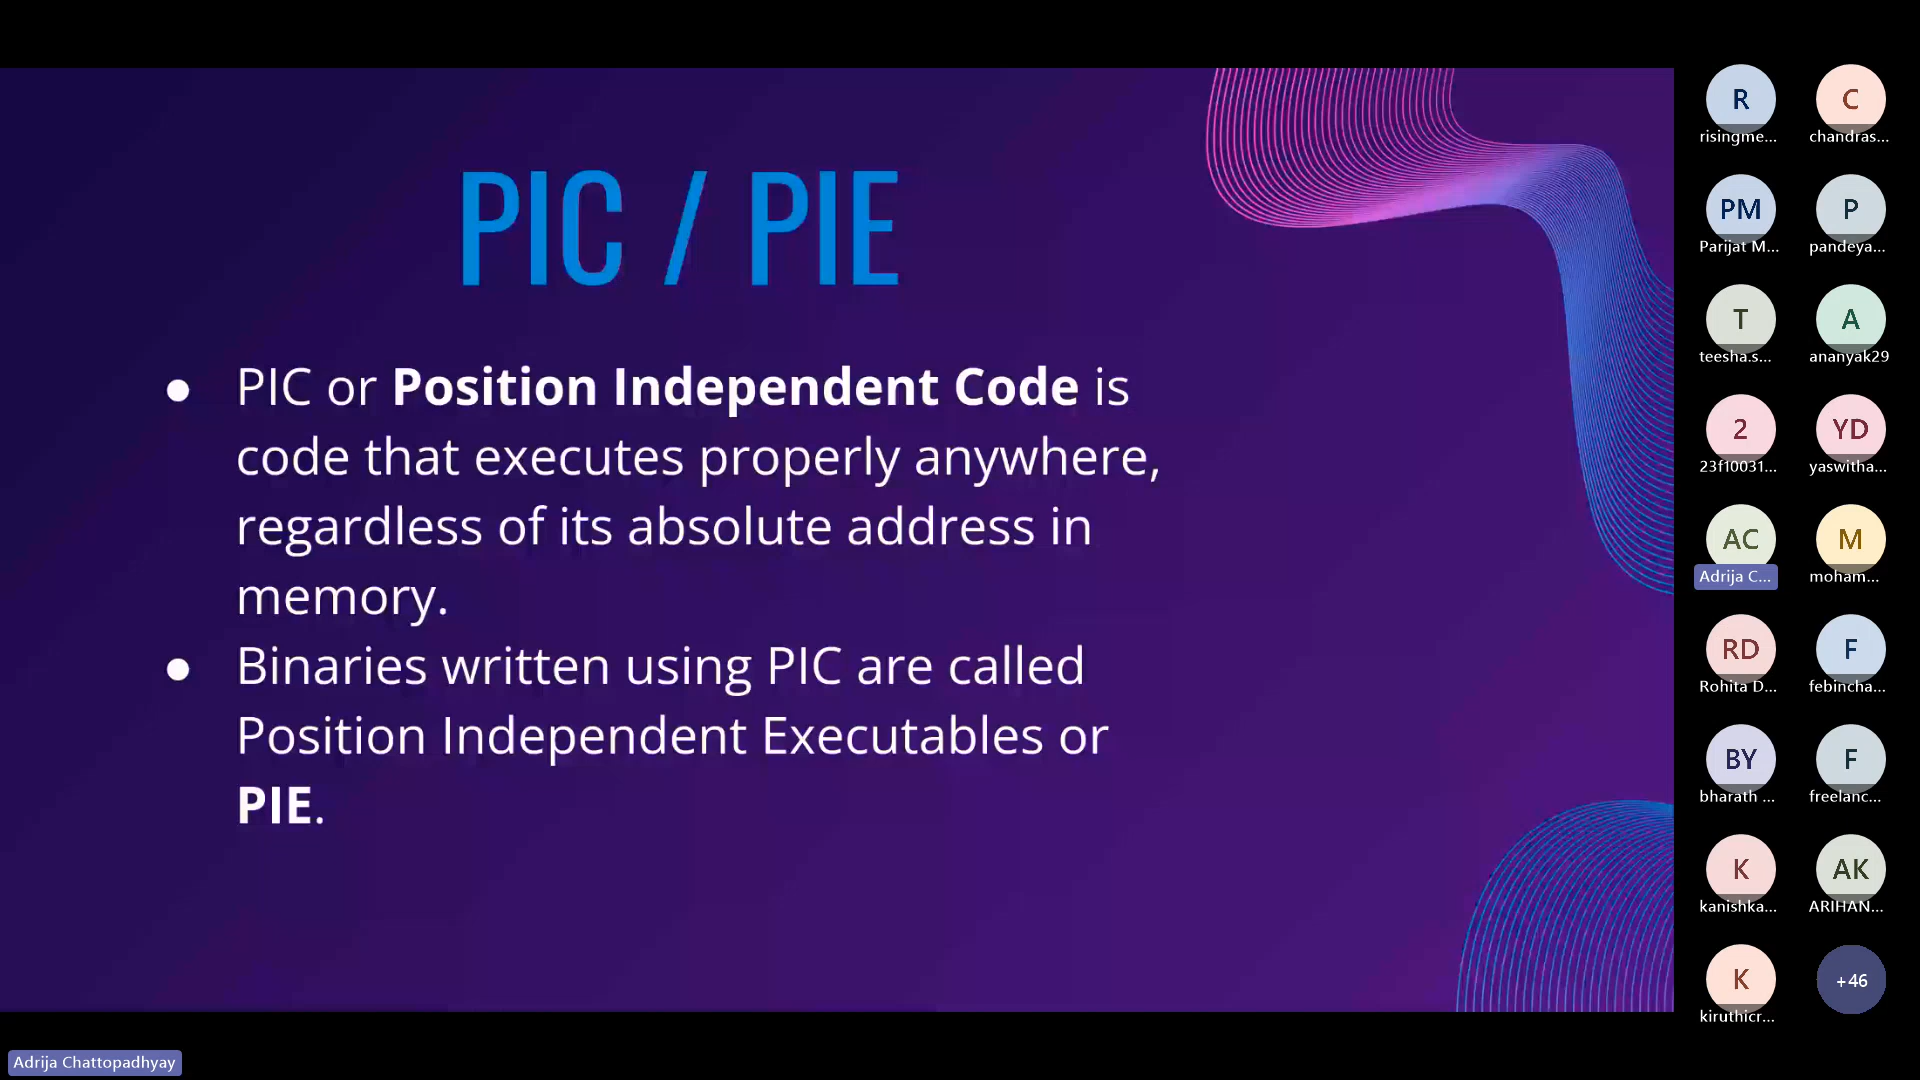 PIC / PIE
● PIC or Position Independent Code is
code that executes properly anywhere,
regardless of its absolute address in
memory.
● Binaries written using PIC are called
Position Independent Executables or
PIE.
R
risingme...
C
chandras...
PM
Parijat M...
P
pandeya...
T
teesha.s...
A
ananyak29
2
23f10031...
YD
yaswitha...
AC
Adrija C...
M
moham...
RD
Rohita D...
F
febincha...
BY
bharath ...
F
freelanc...
K
kanishka...
AK
ARIHAN...
K
kiruthicr...
+46
Adrija Chattopadhyay